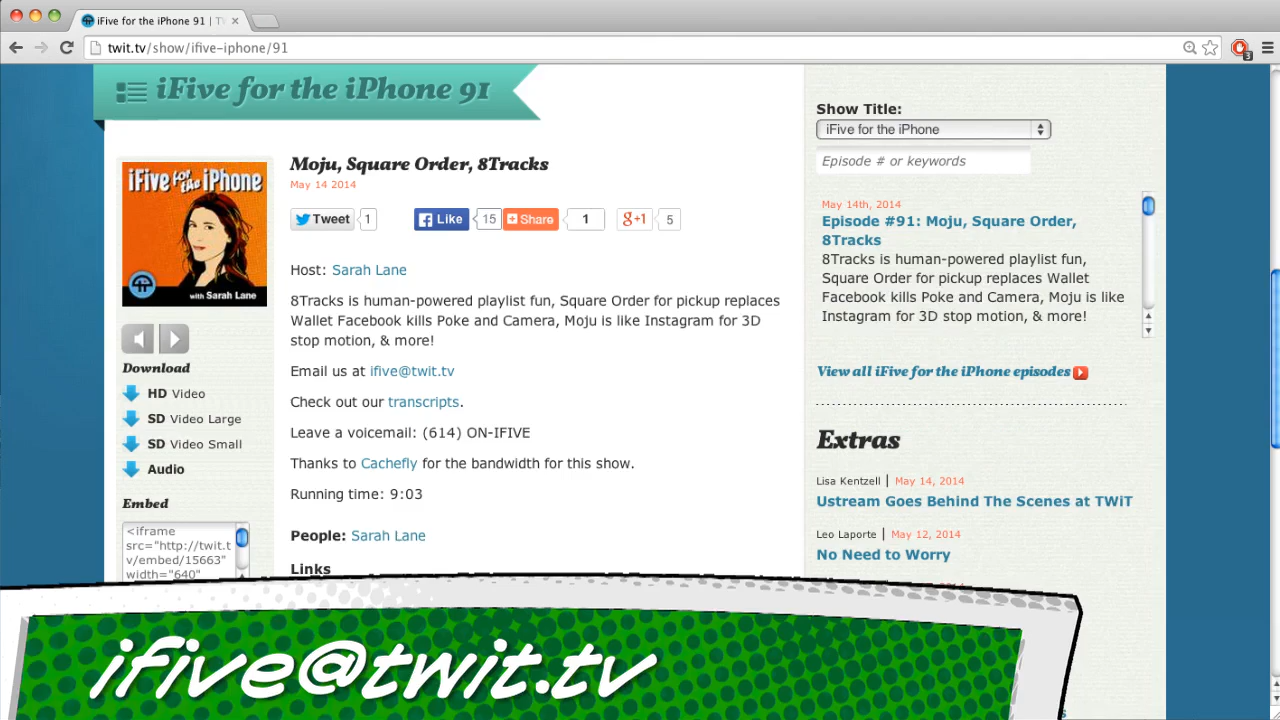 iFive for the iPhone 91 | T
twit.tv/show/ifive-iphone/91
3
iFive for the iPhone 91
Moju, Square Order, 8Tracks
May 14 2014
iFive for the iPhone
with Sarah Lane
Tweet 1
Like 15
Share 1
+1 5
Host: Sarah Lane
8Tracks is human-powered playlist fun, Square Order for pickup replaces
Wallet Facebook kills Poke and Camera, Moju is like Instagram for 3D
stop motion, & more!
Email us at ifive@twit.tv
Check out our transcripts.
Leave a voicemail: (614) ON-IFIVE
Thanks to Cachefly for the bandwidth for this show.
Running time: 9:03
People: Sarah Lane
Links
Download
HD Video
SD Video Large
SD Video Small
Audio
Embed
<iframe
src="http://twit.t
v/embed/15663"
width="640"
Show Title:
iFive for the iPhone
Episode # or keywords
May 14th, 2014
Episode #91: Moju, Square Order,
8Tracks
8Tracks is human-powered playlist fun,
Square Order for pickup replaces Wallet
Facebook kills Poke and Camera, Moju is like
Instagram for 3D stop motion, & more!
View all iFive for the iPhone episodes
Extras
Lisa Kentzell | May 14, 2014
Ustream Goes Behind The Scenes at TWiT
Leo Laporte | May 12, 2014
No Need to Worry
ifive@twit.tv